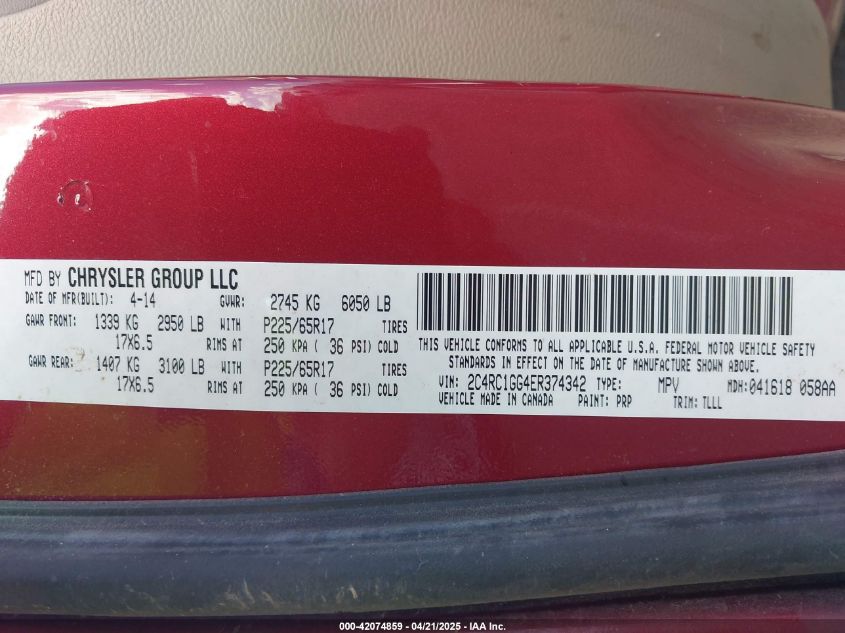 MFD BY CHRYSLER GROUP LLC
DATE OF MFR(BUILT): 4-14 GVWR: 2745 KG 6050 LB
GAWR FRONT: 1339 KG 2950 LB WITH P225/65R17 TIRES
17X6.5 RIMS AT 250 KPA ( 36 PSI) COLD
GAWR REAR: 1407 KG 3100 LB WITH P225/65R17 TIRES
17X6.5 RIMS AT 250 KPA ( 36 PSI) COLD
THIS VEHICLE CONFORMS TO ALL APPLICABLE U.S.A. FEDERAL MOTOR VEHICLE SAFETY
STANDARDS IN EFFECT ON THE DATE OF MANUFACTURE SHOWN ABOVE.
VIN: 2C4RC1GG4ER374342 TYPE: MPV MDH:041618 058AA
VEHICLE MADE IN CANADA PAINT: PRP TRIM: TLLL
000-42074859 - 04/21/2025 - IAA Inc.